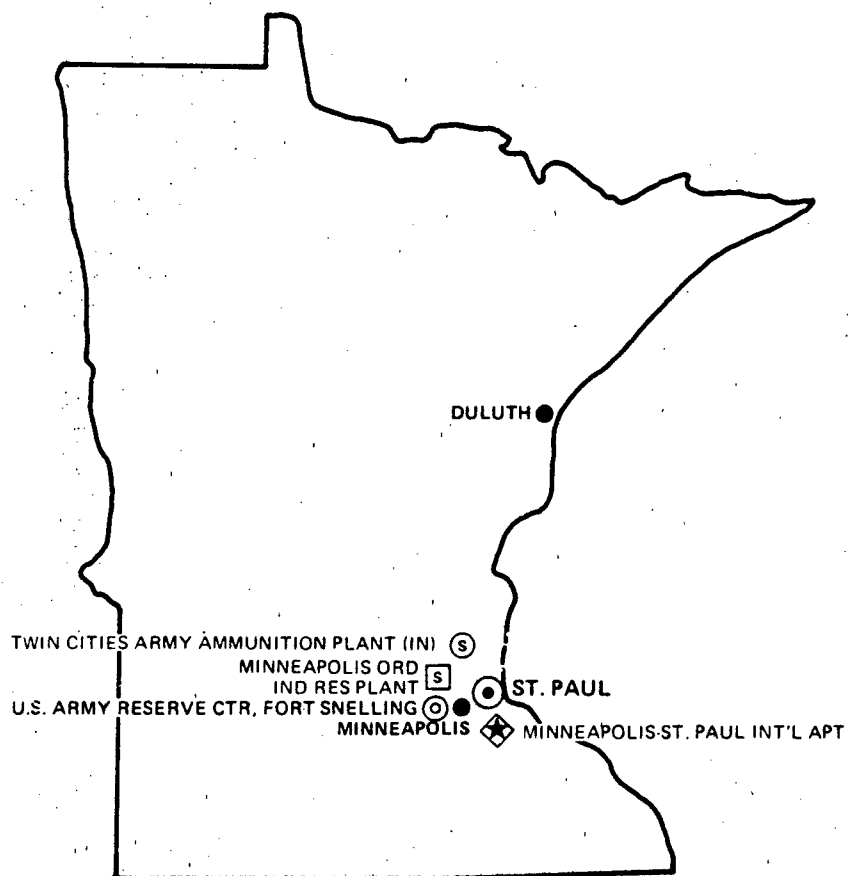 DULUTH
TWIN CITIES ARMY AMMUNITION PLANT (IN) S
MINNEAPOLIS ORD
IND RES PLANT S
ST. PAUL
U.S. ARMY RESERVE CTR, FORT SNELLING
MINNEAPOLIS
MINNEAPOLIS-ST. PAUL INT'L APT